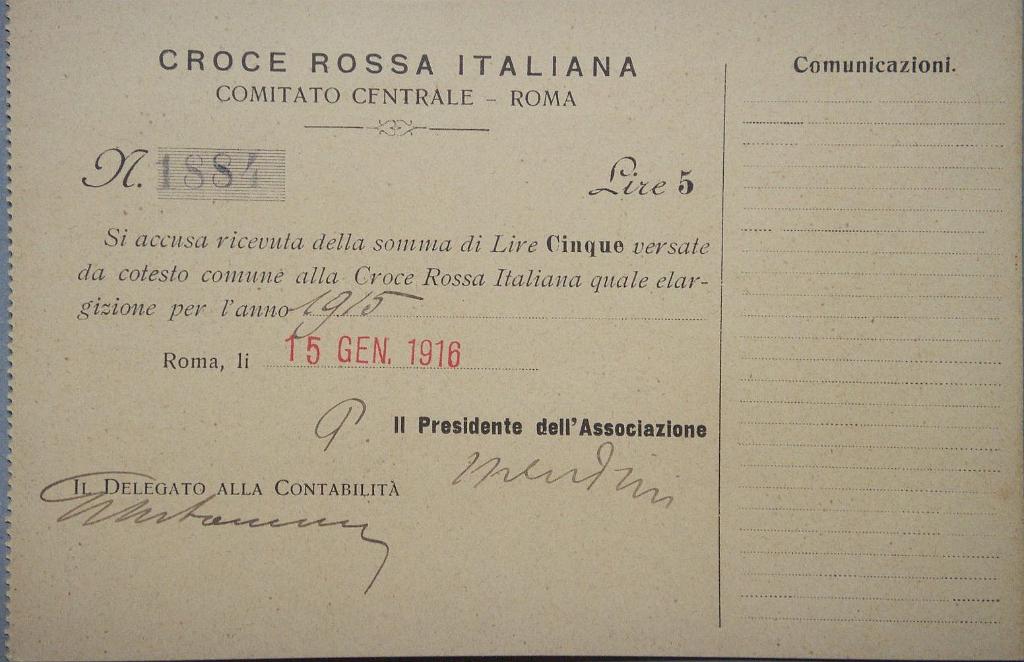 CROCE ROSSA ITALIANA
COMITATO CENTRALE - ROMA
N. 1884
Lire 5
Si accusa ricevuta della somma di Lire Cinque versate
da cotesto comune alla Croce Rossa Italiana quale elar-
gizione per l'anno 1915
Roma, li 15 GEN. 1916
P. Il Presidente dell'Associazione
IL DELEGATO ALLA CONTABILITÀ
Comunicazioni.